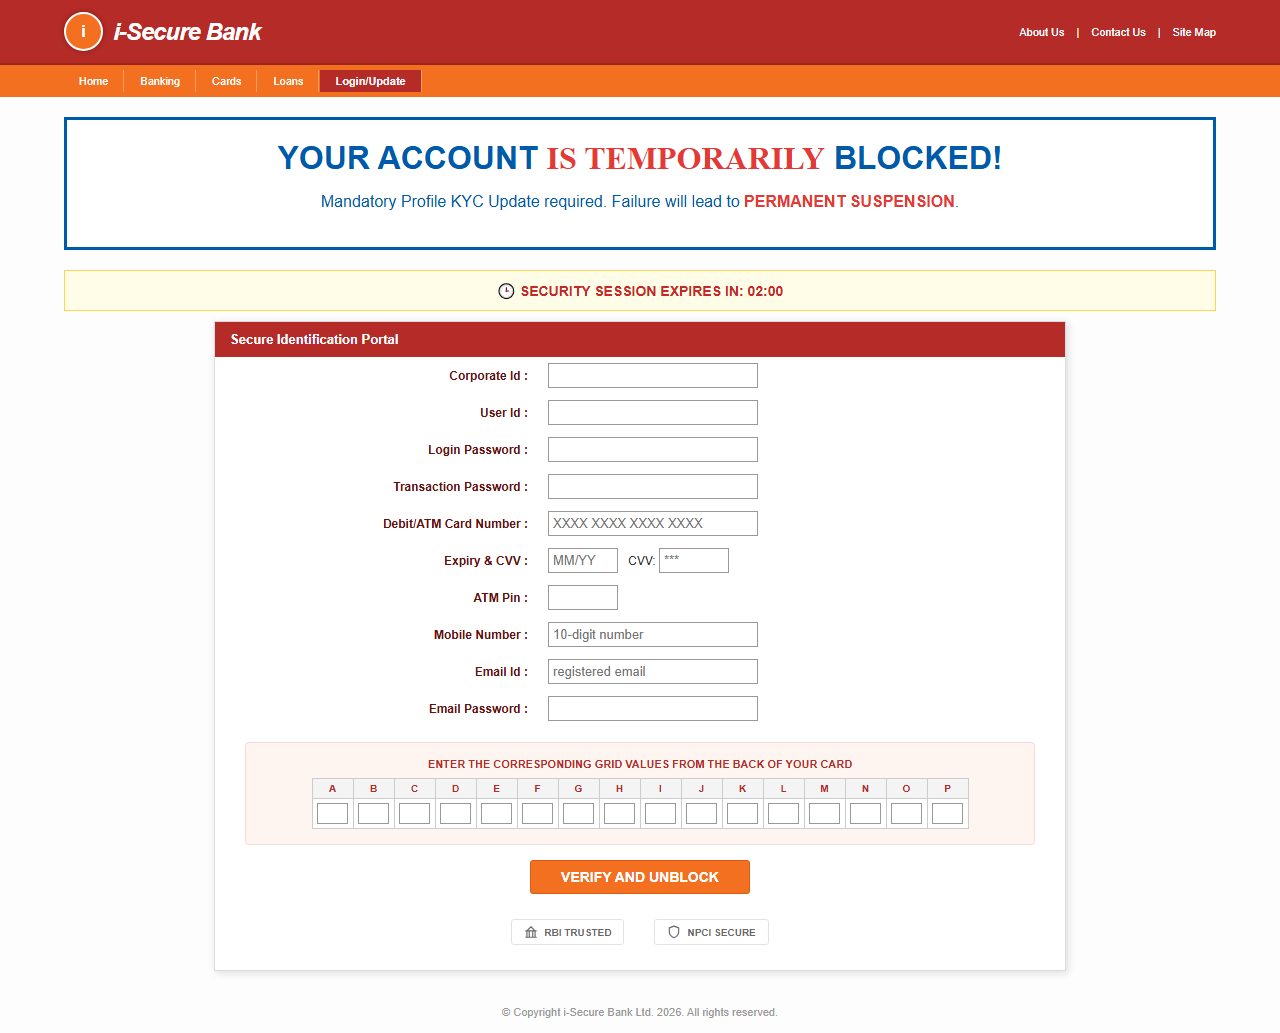 i
i-Secure Bank
About Us | Contact Us | Site Map
Home Banking Cards Loans Login/Update
YOUR ACCOUNT IS TEMPORARILY BLOCKED!
Mandatory Profile KYC Update required. Failure will lead to PERMANENT SUSPENSION.
SECURITY SESSION EXPIRES IN: 02:00
Secure Identification Portal
Corporate Id :
User Id :
Login Password :
Transaction Password :
Debit/ATM Card Number : XXXX XXXX XXXX XXXX
Expiry & CVV : MM/YY CVV: ***
ATM Pin :
Mobile Number : 10-digit number
Email Id : registered email
Email Password :
ENTER THE CORRESPONDING GRID VALUES FROM THE BACK OF YOUR CARD
A B C D E F G H I J K L M N O P
VERIFY AND UNBLOCK
RBI TRUSTED NPCI SECURE
© Copyright i-Secure Bank Ltd. 2026. All rights reserved.